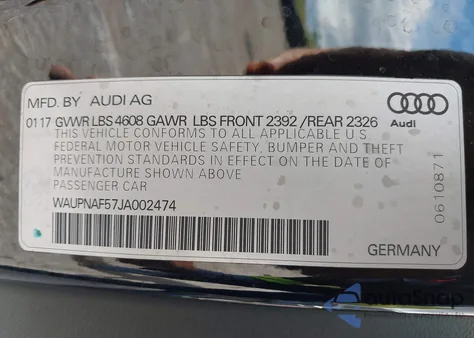 MFD. BY AUDI AG
0117 GVWR LBS 4608 GAWR LBS FRONT 2392 / REAR 2326
THIS VEHICLE CONFORMS TO ALL APPLICABLE U.S
FEDERAL MOTOR VEHICLE SAFETY, BUMPER AND THEFT
PREVENTION STANDARDS IN EFFECT ON THE DATE OF
MANUFACTURE SHOWN ABOVE
PASSENGER CAR
WAUPNAF57JA002474
Audi
0610871
GERMANY
AutoSnap